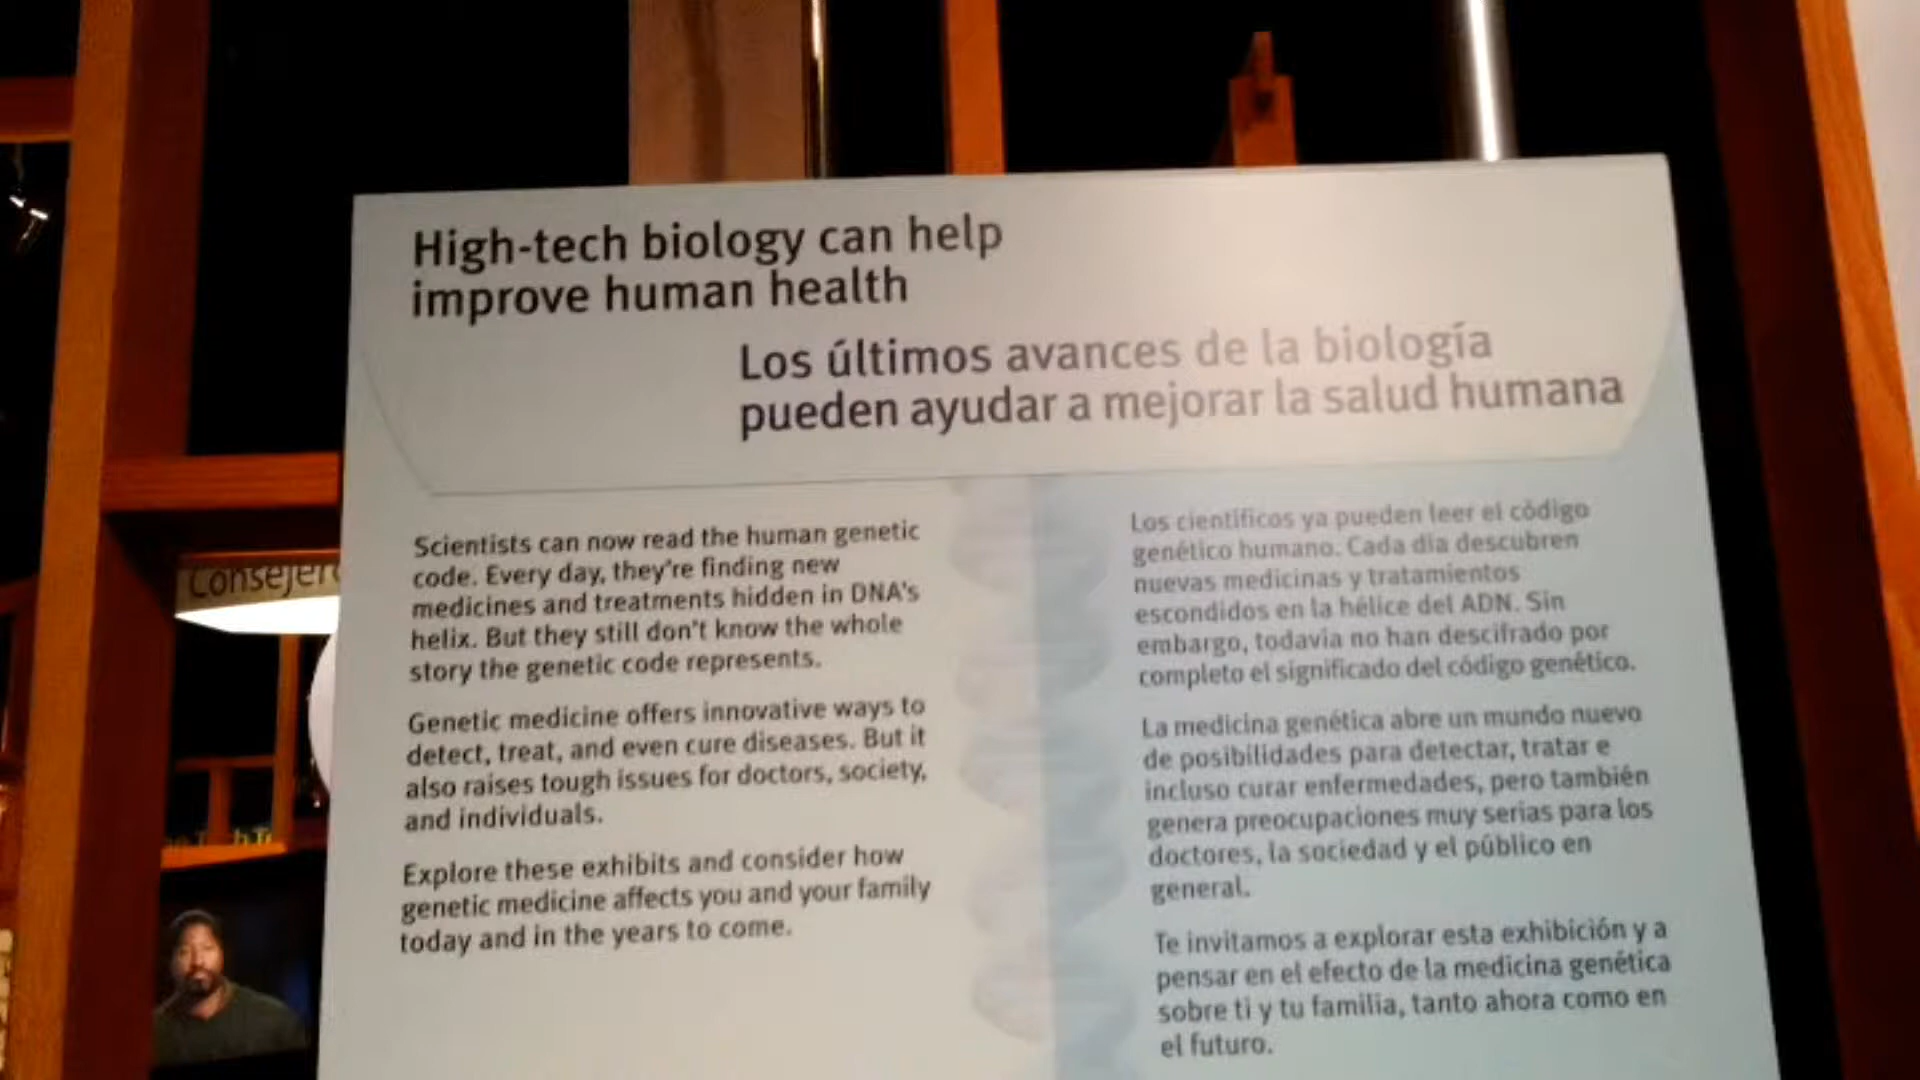 High-tech biology can help
improve human health
Los últimos avances de la biología
pueden ayudar a mejorar la salud humana
Scientists can now read the human genetic
code. Every day, they're finding new
medicines and treatments hidden in DNA's
helix. But they still don't know the whole
story the genetic code represents.
Genetic medicine offers innovative ways to
detect, treat, and even cure diseases. But it
also raises tough issues for doctors, society,
and individuals.
Explore these exhibits and consider how
genetic medicine affects you and your family
today and in the years to come.
Los científicos ya pueden leer el código
genético humano. Cada día descubren
nuevas medicinas y tratamientos
escondidos en la hélice del ADN. Sin
embargo, todavía no han descifrado por
completo el significado del código genético.
La medicina genética abre un mundo nuevo
de posibilidades para detectar, tratar e
incluso curar enfermedades, pero también
genera preocupaciones muy serias para los
doctores, la sociedad y el público en
general.
Te invitamos a explorar esta exhibición y a
pensar en el efecto de la medicina genética
sobre ti y tu familia, tanto ahora como en
el futuro.